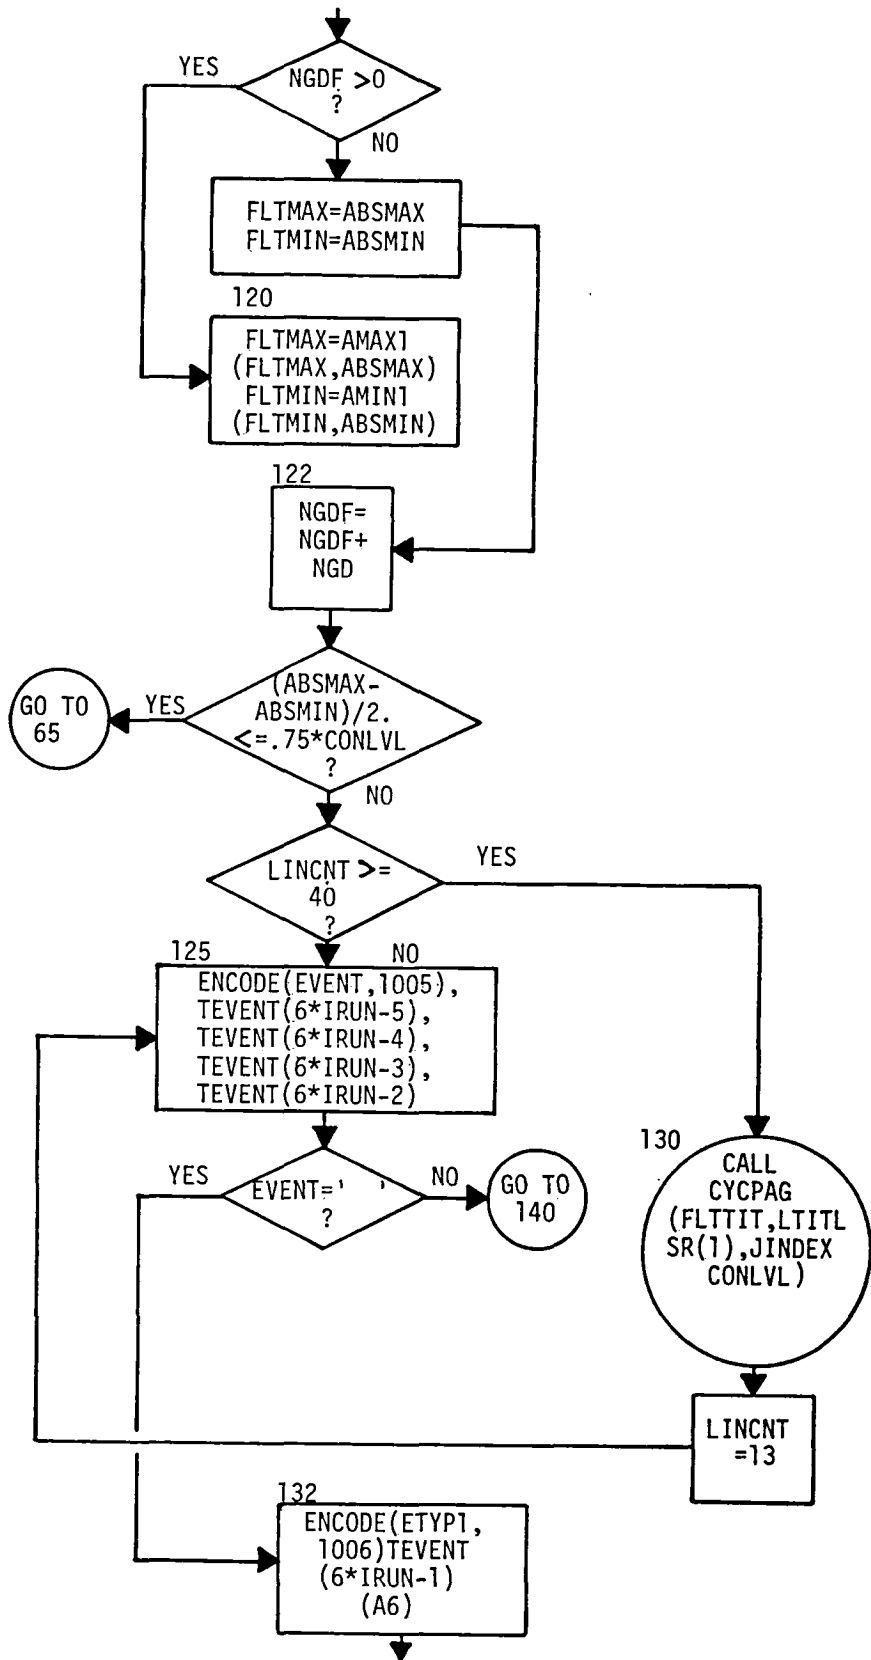 YES
NGDF >0
?
NO
FLTMAX=ABSMAX
FLTMIN=ABSMIN
120
FLTMAX=AMAX1
(FLTMAX,ABSMAX)
FLTMIN=AMIN1
(FLTMIN,ABSMIN)
122
NGDF=
NGDF+
NGD
(ABSMAX-
ABSMIN)/2.
<=.75*CONLVL
?
YES
GO TO
65
NO
LINCNT >=
40
?
YES
125
NO
ENCODE(EVENT,1005),
TEVENT(6*IRUN-5),
TEVENT(6*IRUN-4),
TEVENT(6*IRUN-3),
TEVENT(6*IRUN-2)
YES
EVENT=' '
?
NO
GO TO
140
130
CALL
CYCPAG
(FLTTIT,LTITL
SR(1),JINDEX
CONLVL)
LINCNT
=13
132
ENCODE(ETYP1,
1006)TEVENT
(6*IRUN-1)
(A6)